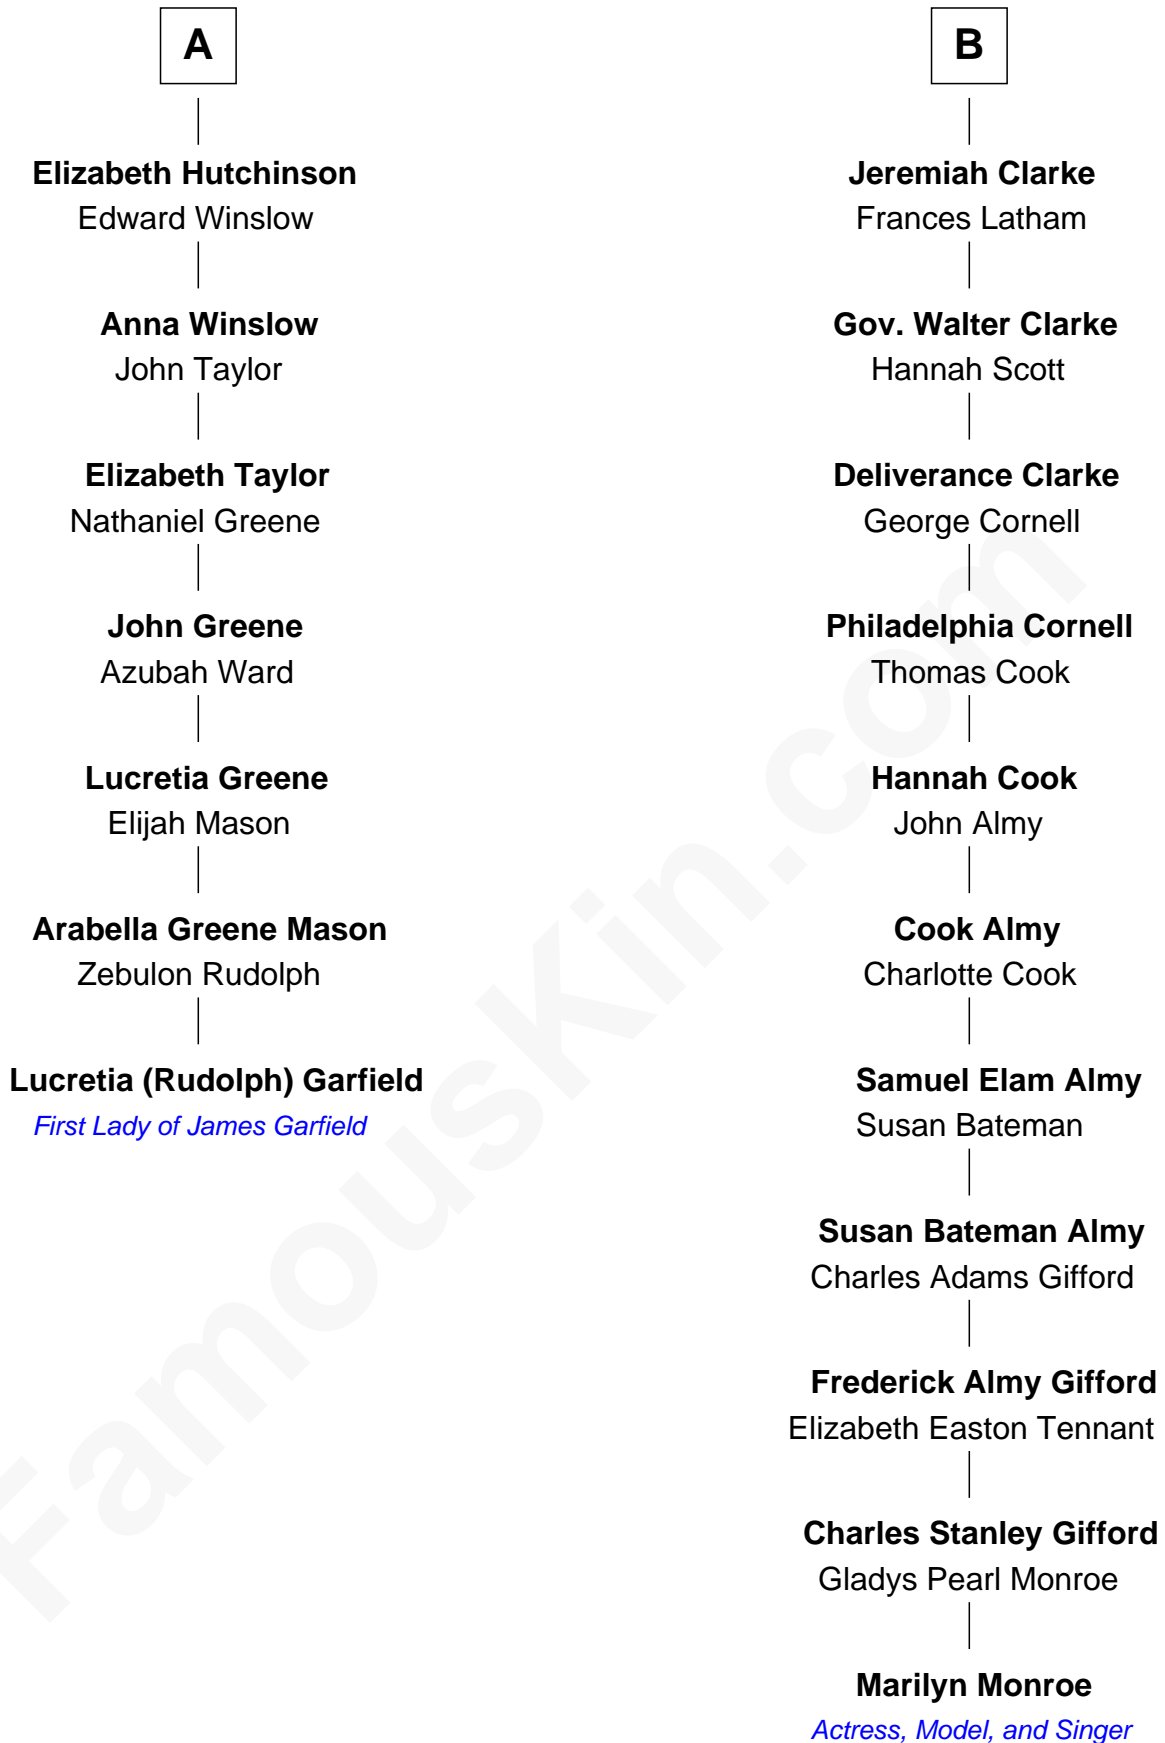 A
Elizabeth Hutchinson
Edward Winslow
Anna Winslow
John Taylor
Elizabeth Taylor
Nathaniel Greene
John Greene
Azubah Ward
Lucretia Greene
Elijah Mason
Arabella Greene Mason
Zebulon Rudolph
Lucretia (Rudolph) Garfield
First Lady of James Garfield
B
Jeremiah Clarke
Frances Latham
Gov. Walter Clarke
Hannah Scott
Deliverance Clarke
George Cornell
Philadelphia Cornell
Thomas Cook
Hannah Cook
John Almy
Cook Almy
Charlotte Cook
Samuel Elam Almy
Susan Bateman
Susan Bateman Almy
Charles Adams Gifford
Frederick Almy Gifford
Elizabeth Easton Tennant
Charles Stanley Gifford
Gladys Pearl Monroe
Marilyn Monroe
Actress, Model, and Singer
FamousKin.com